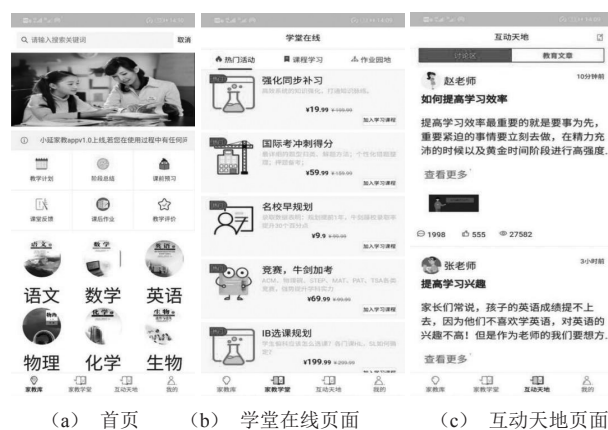 请输入搜索关键词 取消
小延家教appv1.0上线,若您在使用过程中有任何问
教学计划 阶段总结 课前预习
课堂反馈 课后作业 教学评价
语文 数学 英语
语文 数学 英语
化学 生物
物理 化学 生物
家教库 家教学堂 互动天地 我的
(a) 首页
学堂在线
热门活动 课程学习 作业园地
强化同步补习
¥19.99
加入学习课程
国际考冲刺得分
¥59.99
加入学习课程
名校早规划
¥9.9
加入学习课程
竞赛，牛剑加考
¥69.99
加入学习课程
IB选课规划
¥199.99
加入学习课程
家教库 家教学堂 互动天地 我的
(b) 学堂在线页面
互动天地
讨论区 教育文章
赵老师 10分钟前
如何提高学习效率
提高学习效率最重要的就是要事为先，
重要紧迫的事情要立刻去做，在精力充
沛的时候以及黄金时间阶段进行高强度.
查看更多
1998 555 27582
张老师 3小时前
提高学习兴趣
家长们常说，孩子的英语成绩提不上
去，因为他们不喜欢学英语，对英语的
兴趣不高！但是作为老师的我们要想方.
查看更多
家教库 家教学堂 互动天地 我的
(c) 互动天地页面